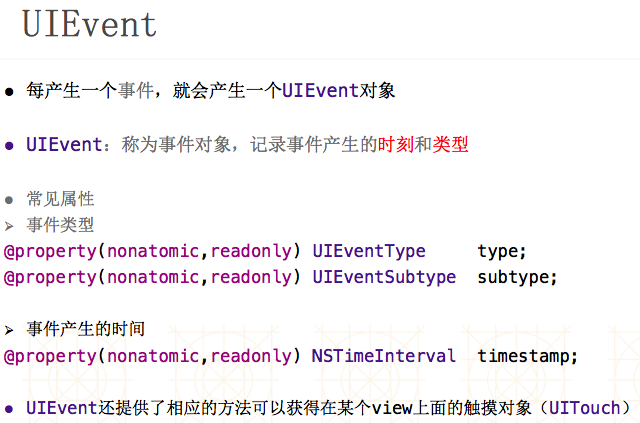 UIEvent
● 每产生一个事件，就会产生一个UIEvent对象
● UIEvent：称为事件对象，记录事件产生的时刻和类型
● 常见属性
➢ 事件类型
@property(nonatomic,readonly) UIEventType     type;
@property(nonatomic,readonly) UIEventSubtype  subtype;
➢ 事件产生的时间
@property(nonatomic,readonly) NSTimeInterval  timestamp;
● UIEvent还提供了相应的方法可以获得在某个view上面的触摸对象（UITouch）